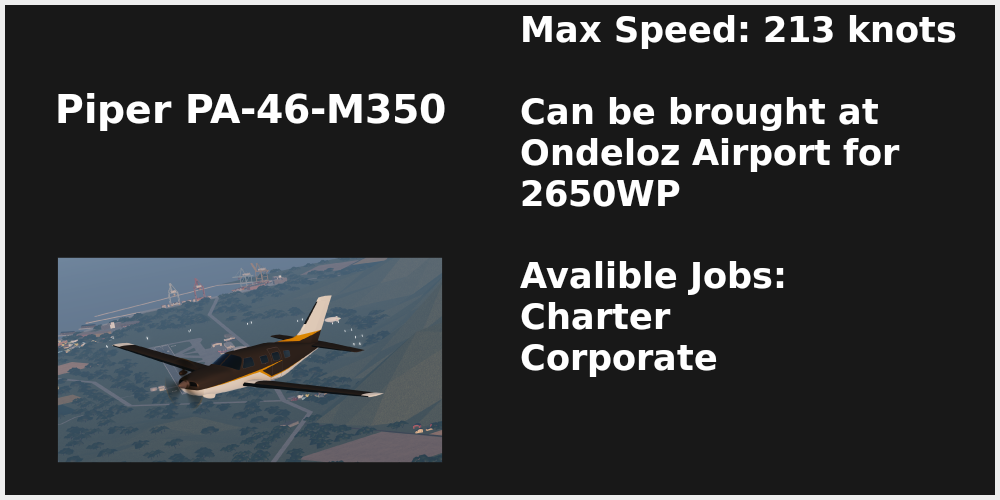 Piper PA-46-M350
Max Speed: 213 knots
Can be brought at
Ondeloz Airport for
2650WP
Avalible Jobs:
Charter
Corporate